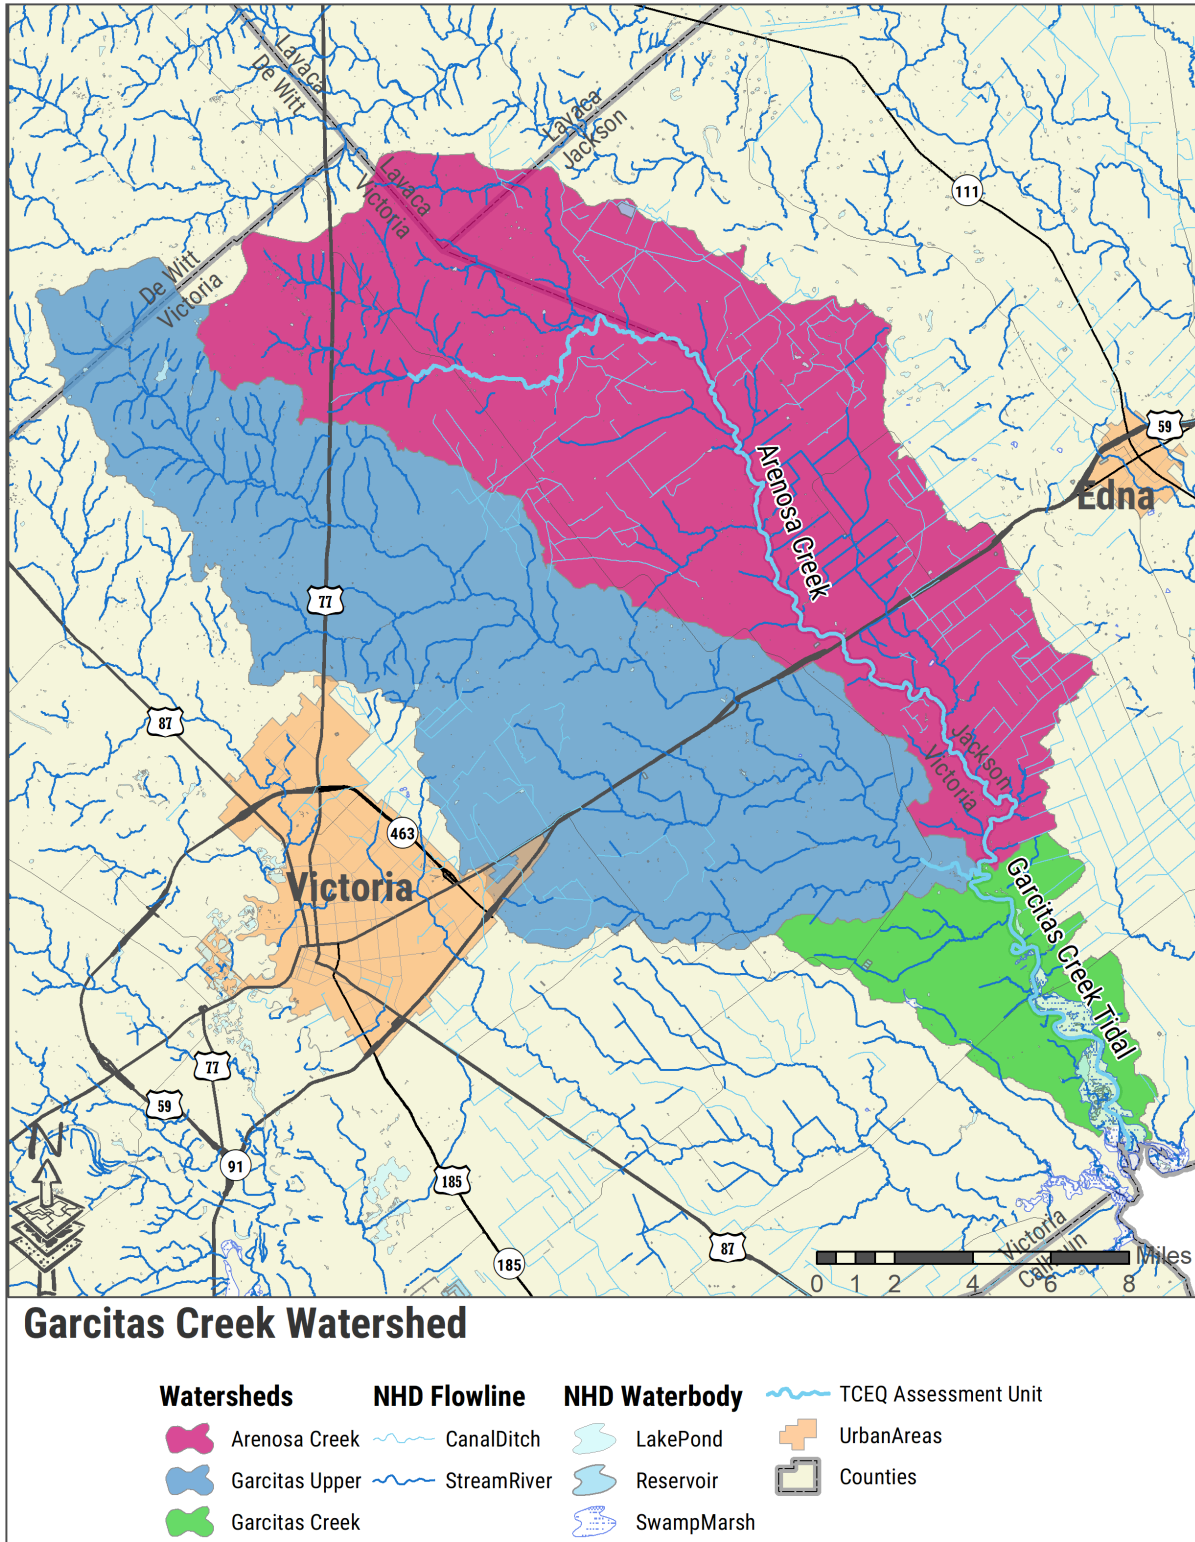 Lavaca
De Witt
Lavaca
Jackson
Lavaca
Victoria
111
De Witt
Victoria
59
Edna
Arenosa Creek
77
87
Jackson
Victoria
463
Victoria
Garcitas Creek Tidal
77
59
N
91
185
Victoria
Calhoun
87
185
Miles
0 1 2 4 6 8
Garcitas Creek Watershed
Watersheds
Arenosa Creek
Garcitas Upper
Garcitas Creek
NHD Flowline
CanalDitch
StreamRiver
NHD Waterbody
LakePond
Reservoir
SwampMarsh
TCEQ Assessment Unit
UrbanAreas
Counties